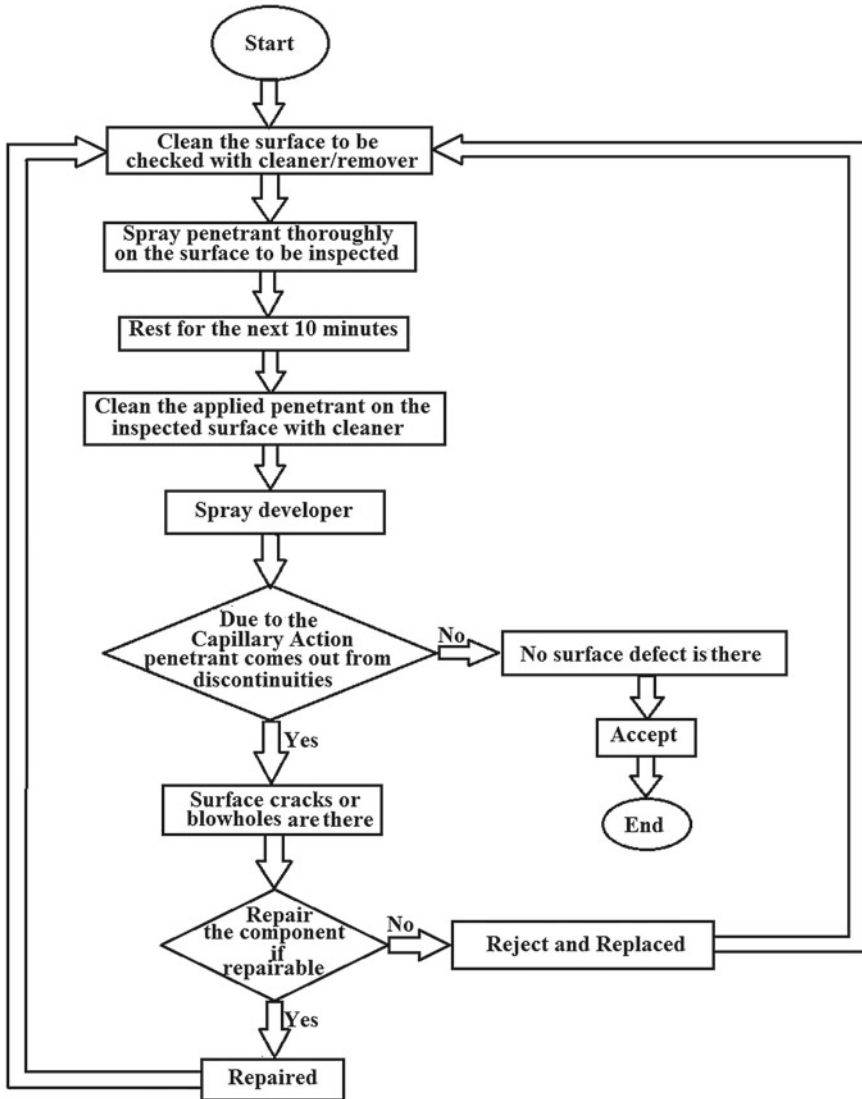 Start
Clean the surface to be
checked with cleaner/remover
Spray penetrant thoroughly
on the surface to be inspected
Rest for the next 10 minutes
Clean the applied penetrant on the
inspected surface with cleaner
Spray developer
Due to the
Capillary Action
penetrant comes out from
discontinuities
No
No surface defect is there
Accept
End
Yes
Surface cracks or
blowholes are there
Repair
the component
if
repairable
No
Reject and Replaced
Yes
Repaired